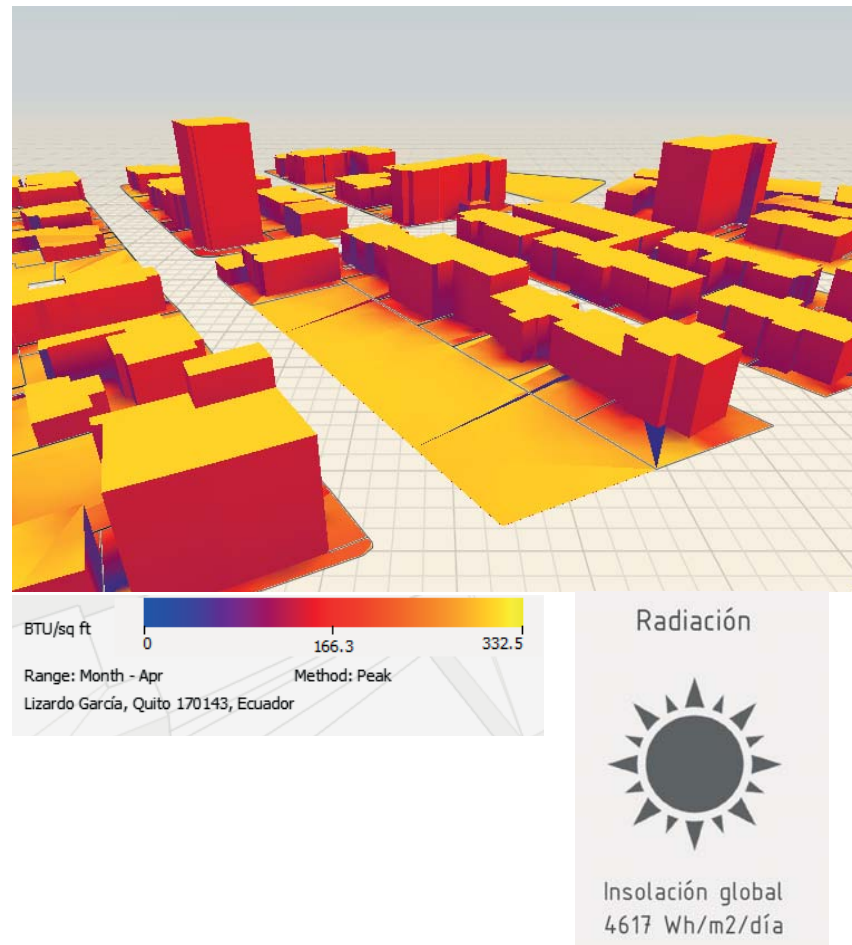 BTU/sq ft
0
166.3
332.5
Range: Month - Apr
Method: Peak
Lizardo García, Quito 170143, Ecuador
Radiación
Insolación global
4617 Wh/m2/día